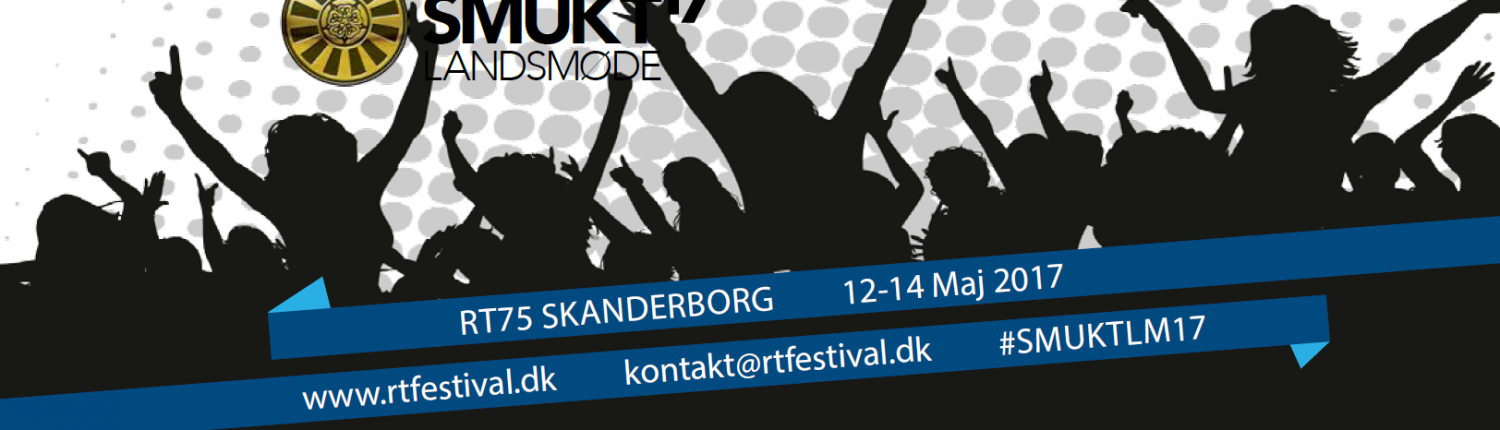 SMUKT17
LANDSMØDE
RT75 SKANDERBORG 12-14 Maj 2017
www.rtfestival.dk kontakt@rtfestival.dk #SMUKTLM17